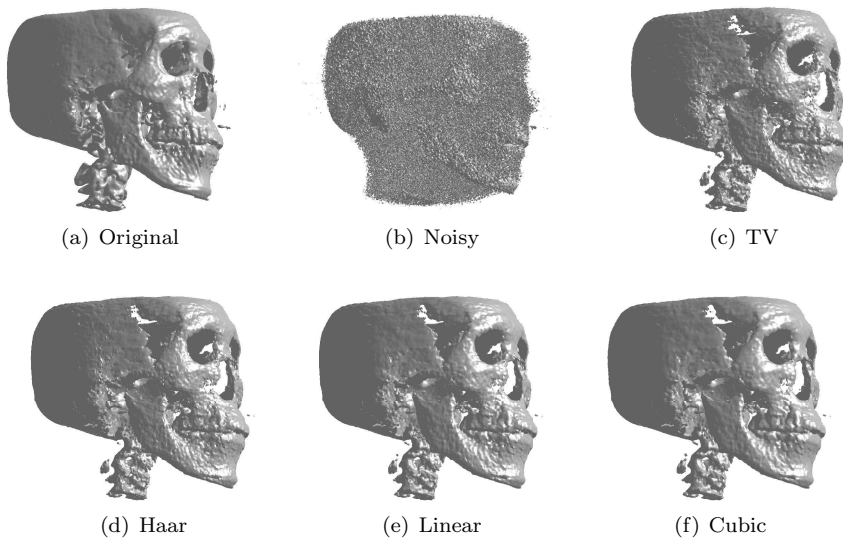 (a) Original
(b) Noisy
(c) TV
(d) Haar
(e) Linear
(f) Cubic